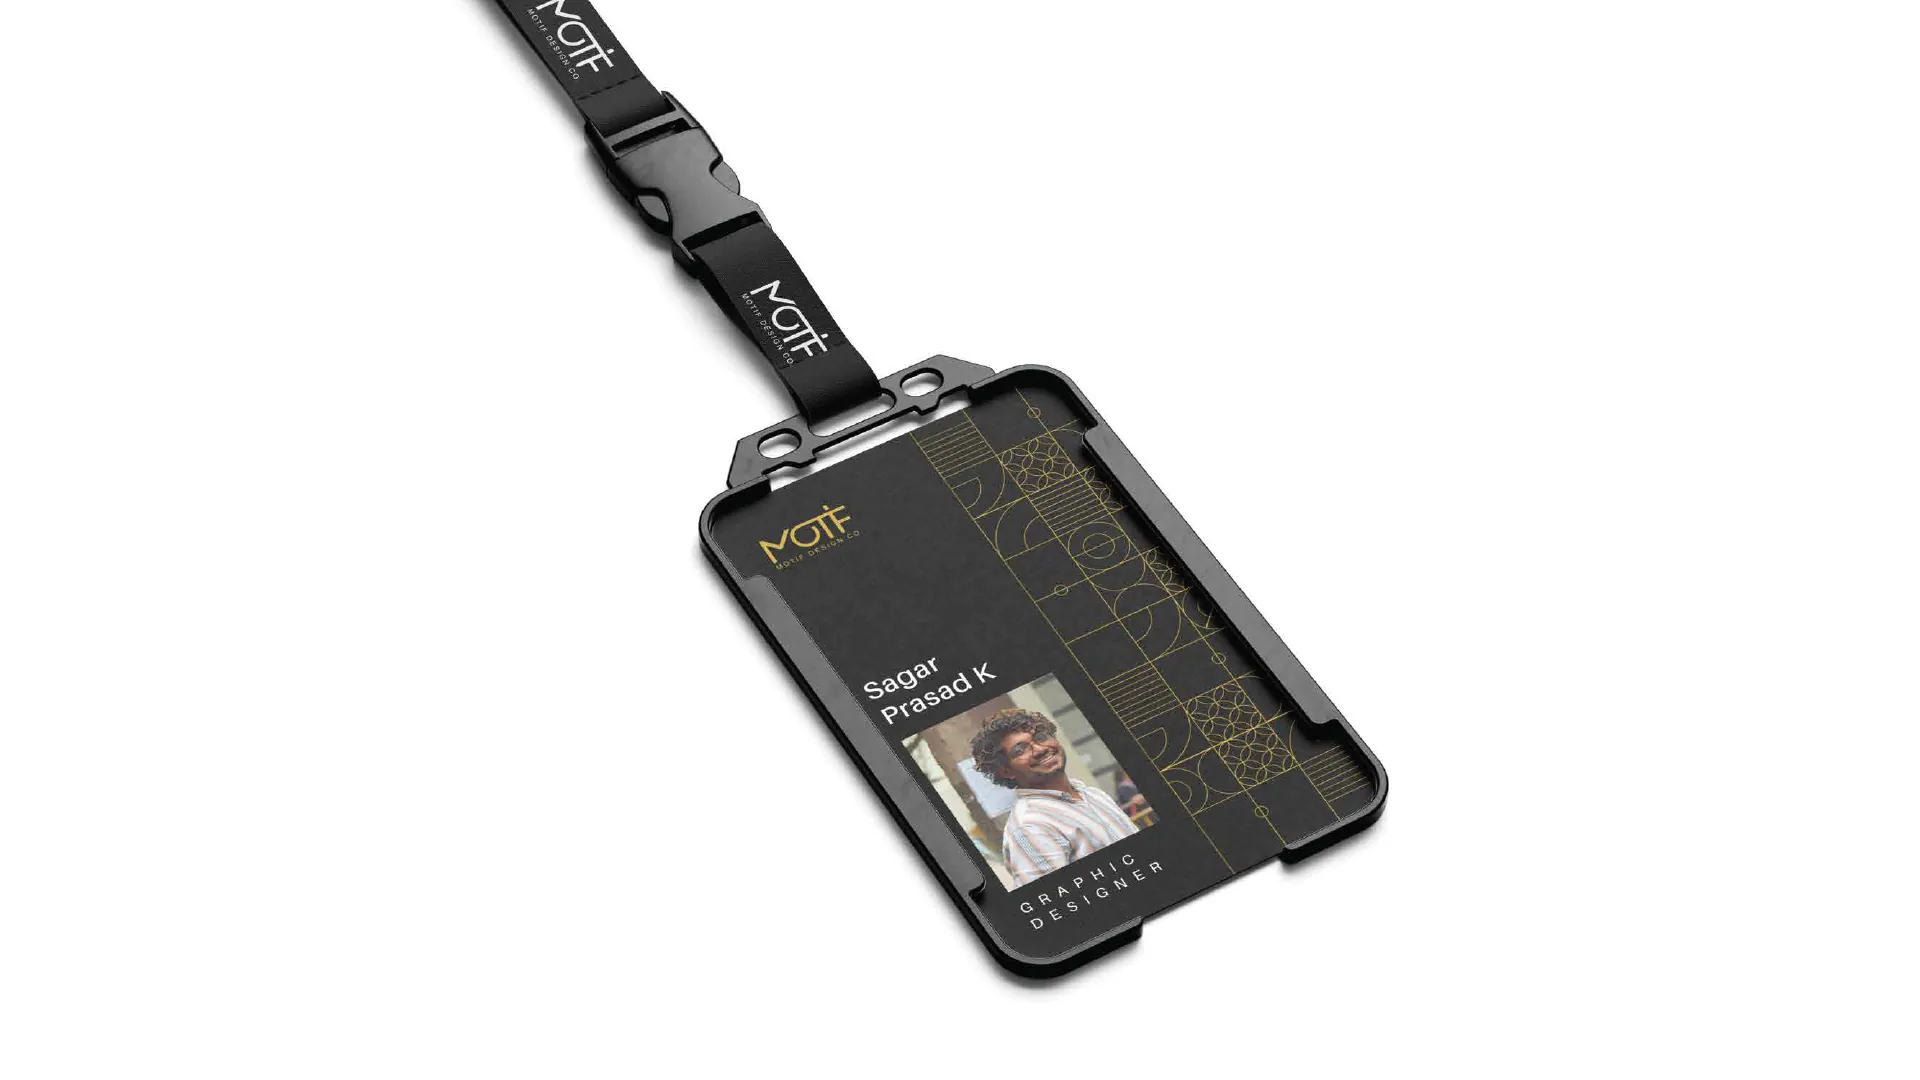 MOTIF
MOTIF DESIGN CO
MOTIF
MOTIF DESIGN CO
MOTIF
MOTIF DESIGN CO
Sagar
Prasad K
GRAPHIC
DESIGNER